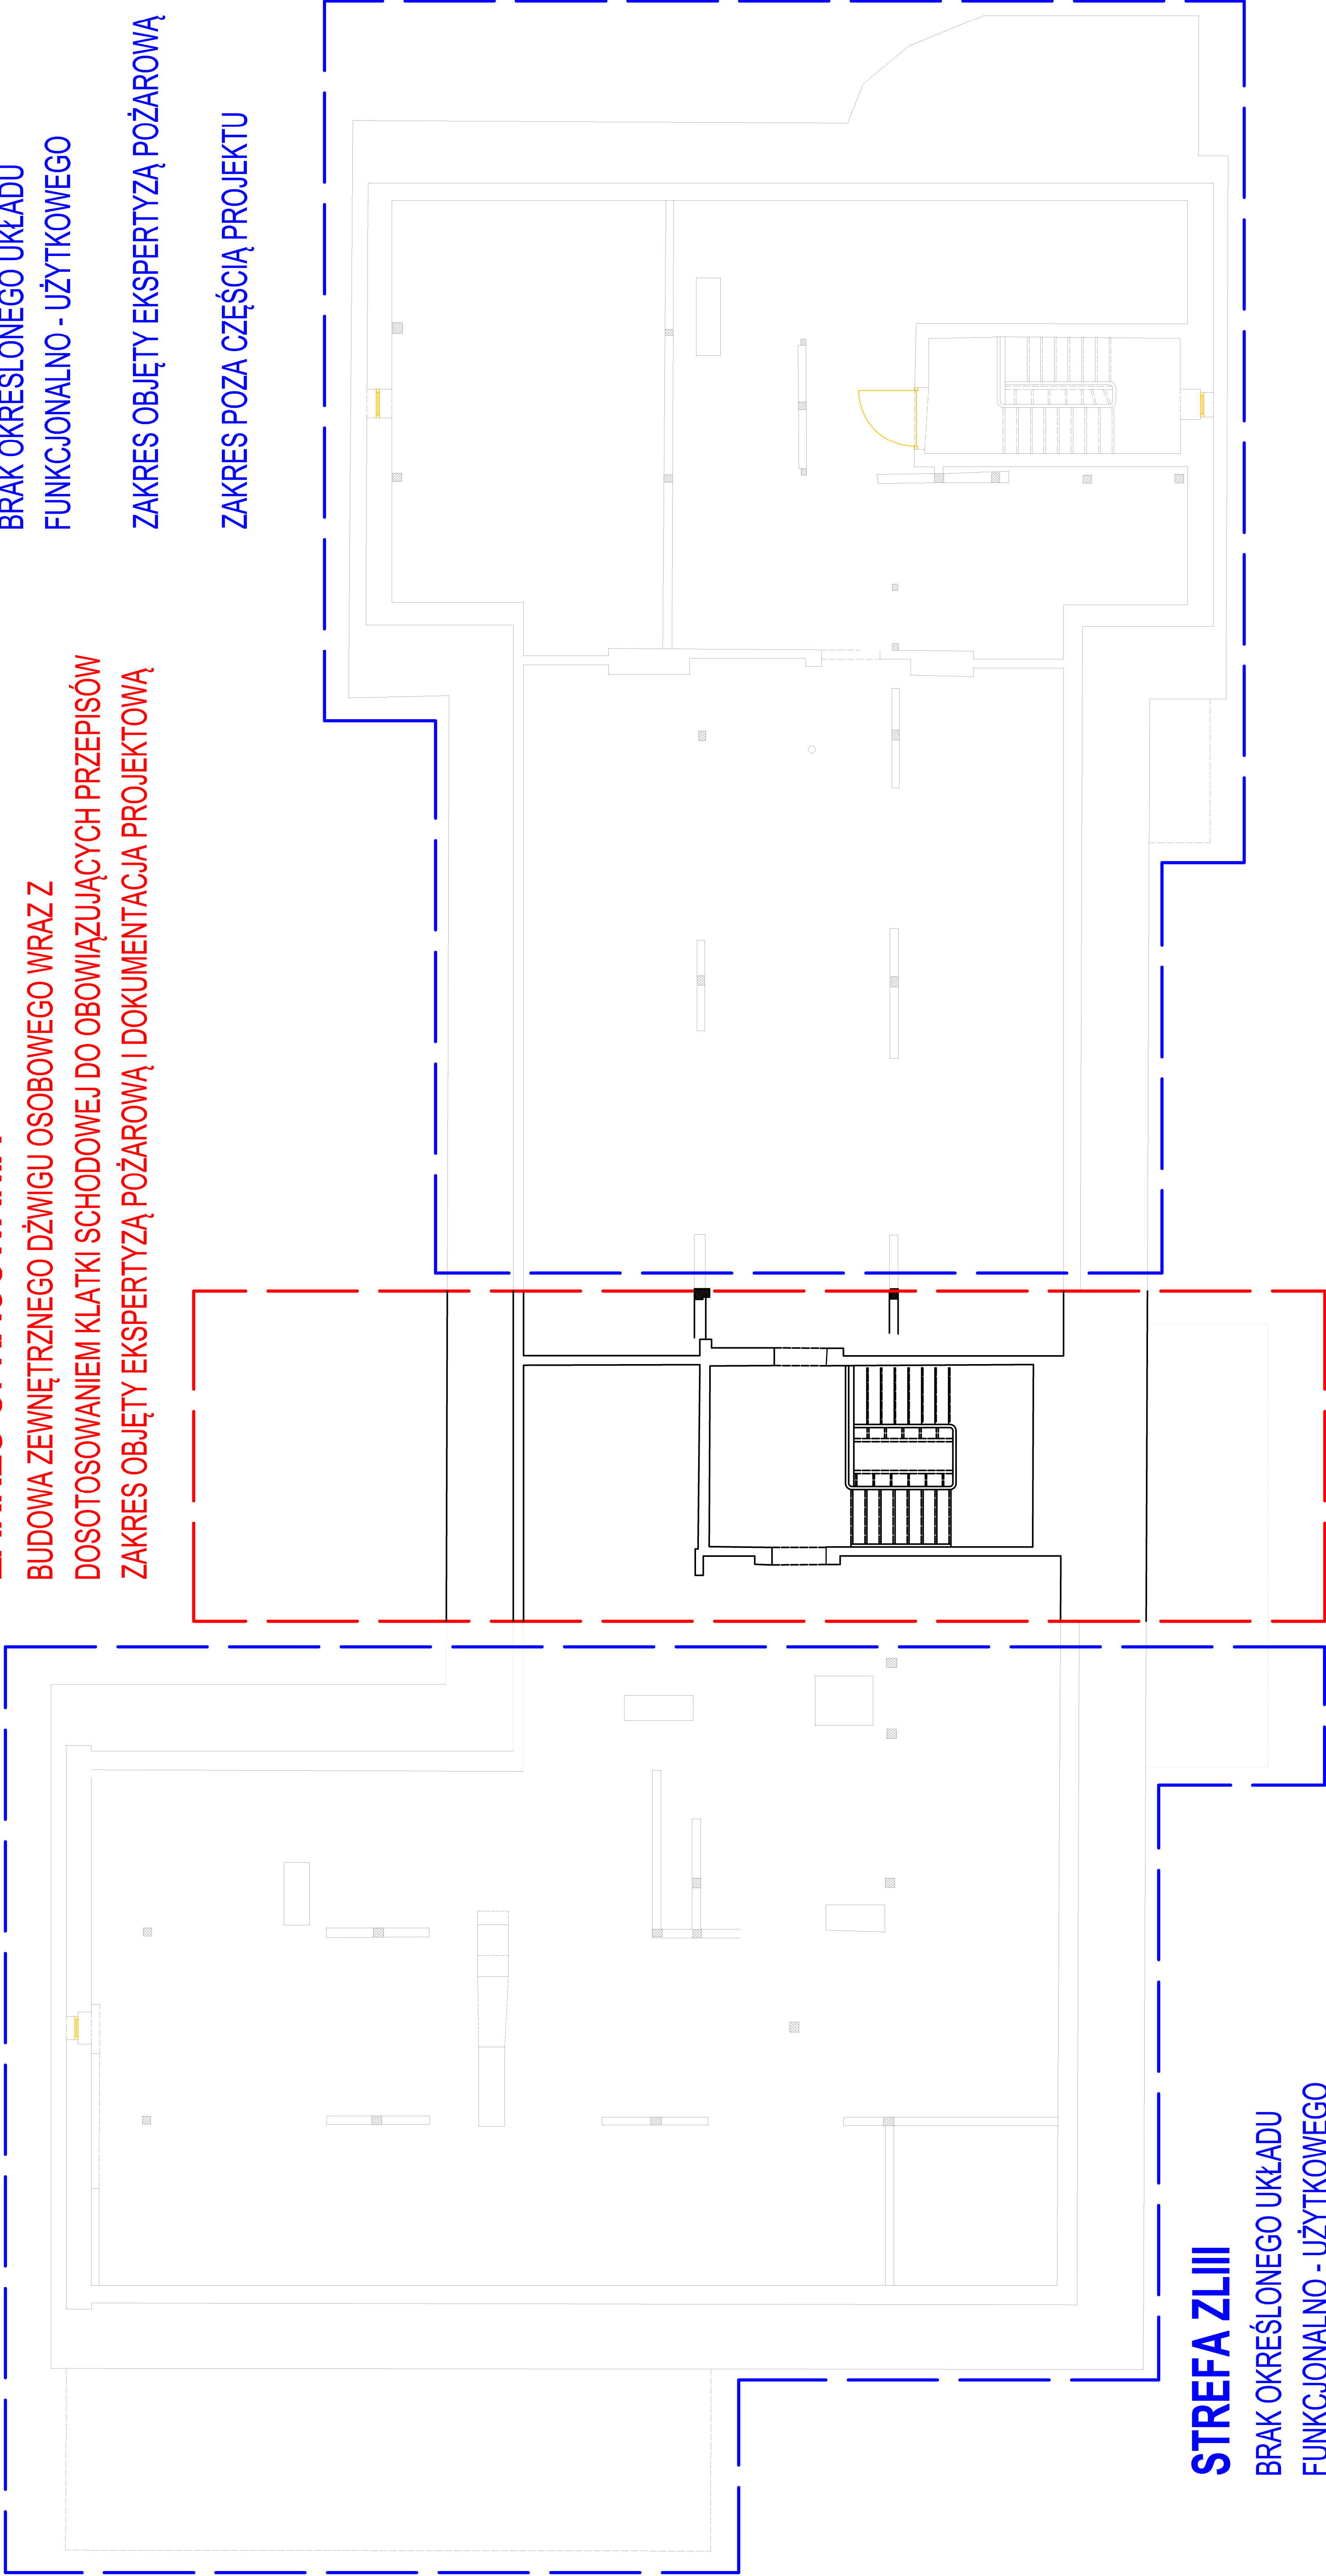 BRAK OKREŚLONEGO UKŁADU
FUNKCJONALNO - UŻYTKOWEGO
ZAKRES OBJĘTY EKSPERTYZĄ POŻAROWĄ
ZAKRES POZA CZĘŚCIĄ PROJEKTU
BUDOWA ZEWNĘTRZNEGO DŹWIGU OSOBOWEGO WRAZ Z
DOSOTOSOWANIEM KLATKI SCHODOWEJ DO OBOWIĄZUJĄCYCH PRZEPISÓW
ZAKRES OBJĘTY EKSPERTYZĄ POŻAROWĄ I DOKUMENTACJA PROJEKTOWĄ
STREFA ZLIII
BRAK OKREŚLONEGO UKŁADU
FUNKCJONALNO - UŻYTKOWEGO